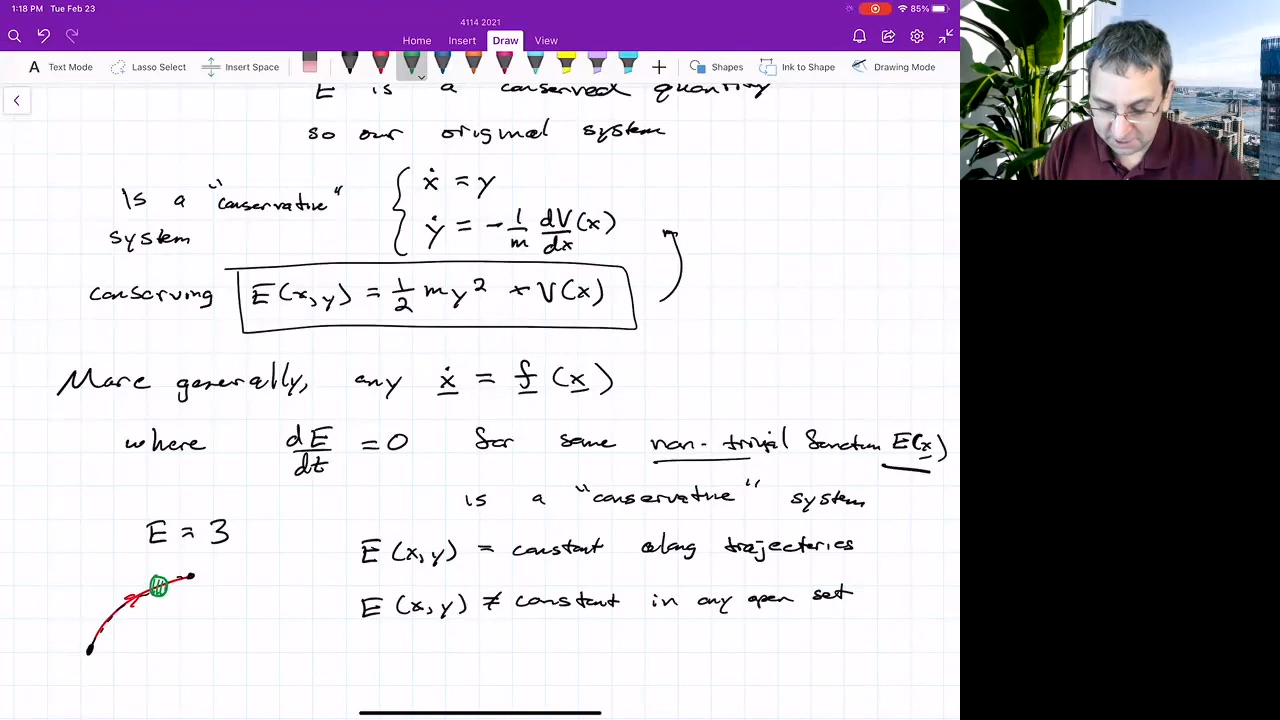 1:18 PM Tue Feb 23
85%
4114 2021
Home Insert Draw View
Text Mode Lasso Select Insert Space Shapes Ink to Shape Drawing Mode
E is a conserved quantity
so our original system
Is a "conservative" system
{ ẋ = y
ẏ = -1/m dV/dx (x)
conserving E(x,y) = 1/2 my² + V(x)
More generally, any ẋ = f (x)
where dE/dt = 0 for some non-trivial function E(x)
is a "conservative" system
E = 3
E (x,y) = constant along trajectories
E (x,y) ≠ constant in any open set